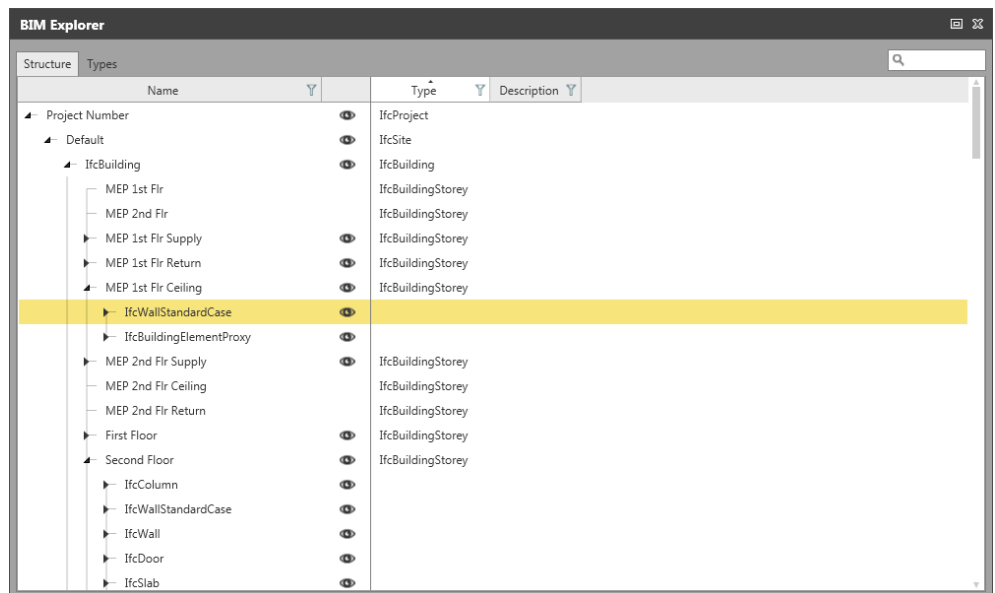 BIM Explorer
Structure Types
Name Type Description
Project Number IfcProject
Default IfcSite
IfcBuilding IfcBuilding
MEP 1st Flr IfcBuildingStorey
MEP 2nd Flr IfcBuildingStorey
MEP 1st Flr Supply IfcBuildingStorey
MEP 1st Flr Return IfcBuildingStorey
MEP 1st Flr Ceiling IfcBuildingStorey
IfcWallStandardCase
IfcBuildingElementProxy
MEP 2nd Flr Supply IfcBuildingStorey
MEP 2nd Flr Ceiling IfcBuildingStorey
MEP 2nd Flr Return IfcBuildingStorey
First Floor IfcBuildingStorey
Second Floor IfcBuildingStorey
IfcColumn
IfcWallStandardCase
IfcWall
IfcDoor
IfcSlab